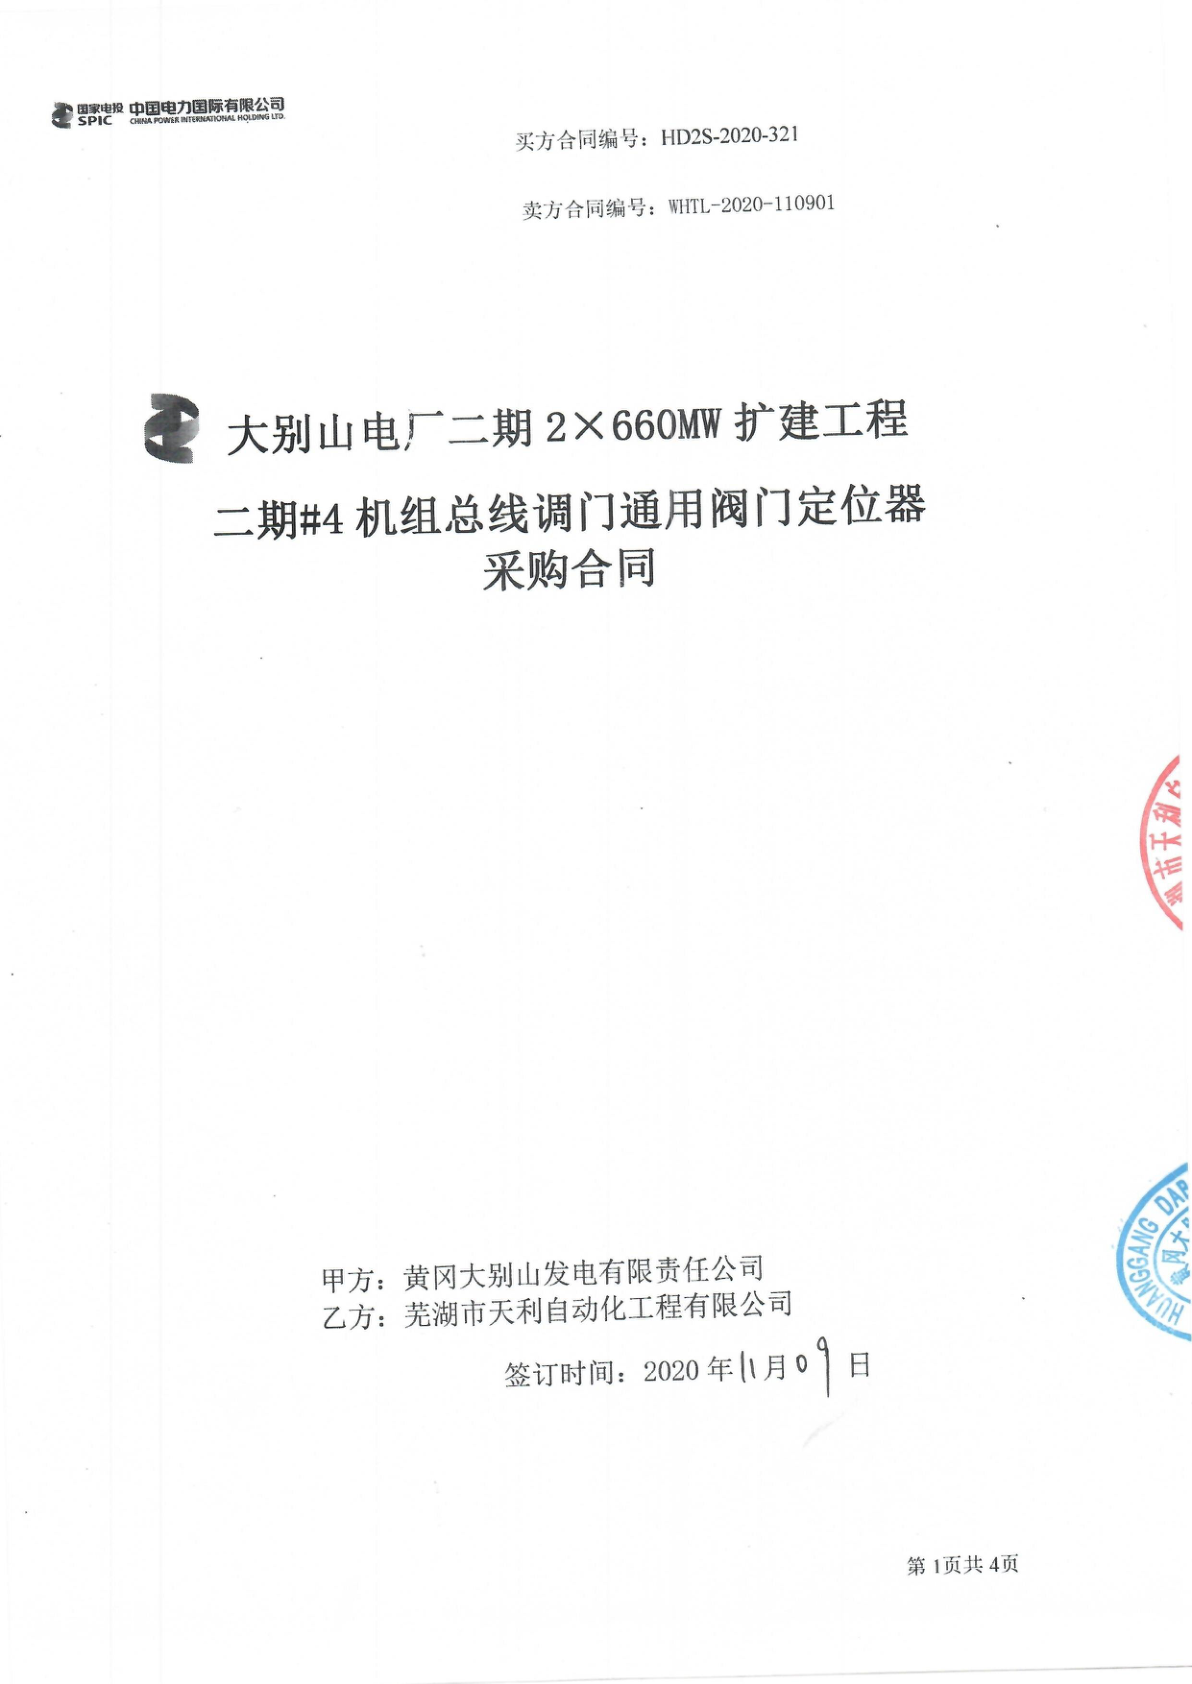 国家电投 中国电力国际有限公司
SPIC CHINA POWER INTERNATIONAL HOLDING LTD.
买方合同编号：HD2S-2020-321
卖方合同编号：WHTL-2020-110901
大别山电厂二期 2×660MW 扩建工程
二期#4 机组总线调门通用阀门定位器
采购合同
市天利
HUANGGANG DAB
冈大
甲方：黄冈大别山发电有限责任公司
乙方：芜湖市天利自动化工程有限公司
签订时间：2020 年 11 月 09 日
第 1页共 4页